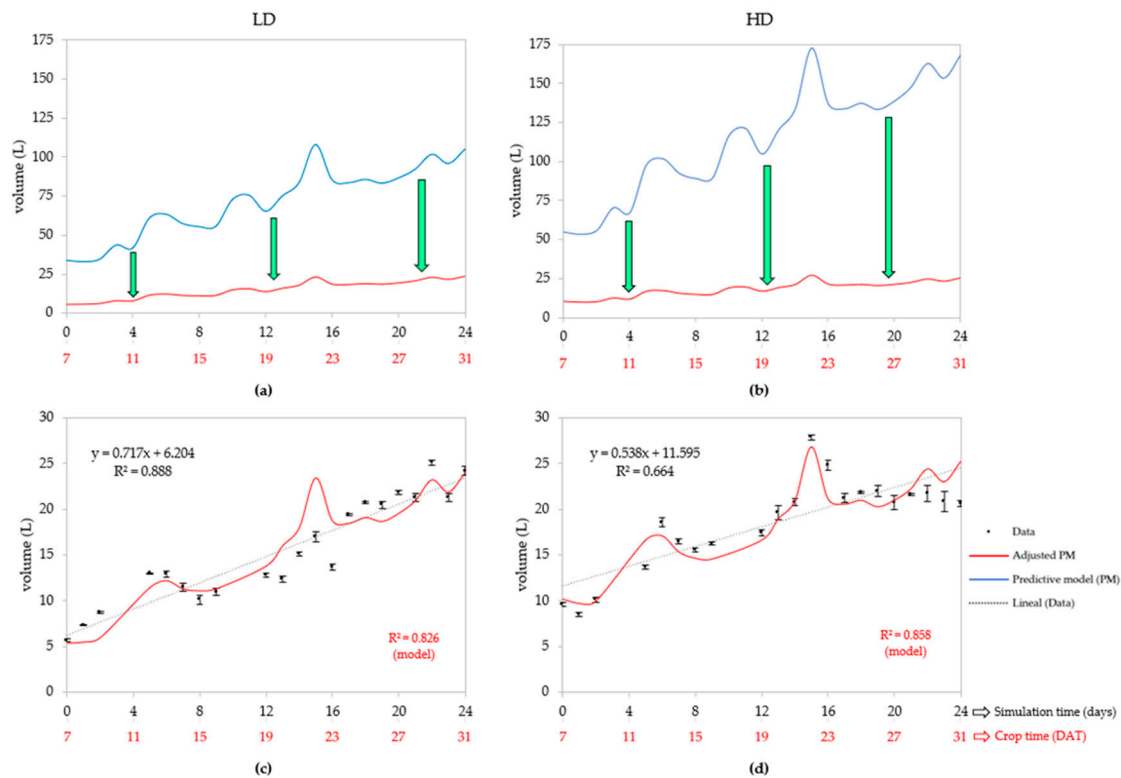 LD
HD
175
150
125
100
75
50
25
0
volume (L)
0 4 8 12 16 20 24
7 11 15 19 23 27 31
(a)
175
150
125
100
75
50
25
0
volume (L)
0 4 8 12 16 20 24
7 11 15 19 23 27 31
(b)
30
25
20
15
10
5
0
volume (L)
y = 0.717x + 6.204
R² = 0.888
R² = 0.826
(model)
0 4 8 12 16 20 24
7 11 15 19 23 27 31
(c)
30
25
20
15
10
5
0
volume (L)
y = 0.538x + 11.595
R² = 0.664
R² = 0.858
(model)
0 4 8 12 16 20 24
7 11 15 19 23 27 31
(d)
Data
Adjusted PM
Predictive model (PM)
Lineal (Data)
Simulation time (days)
Crop time (DAT)